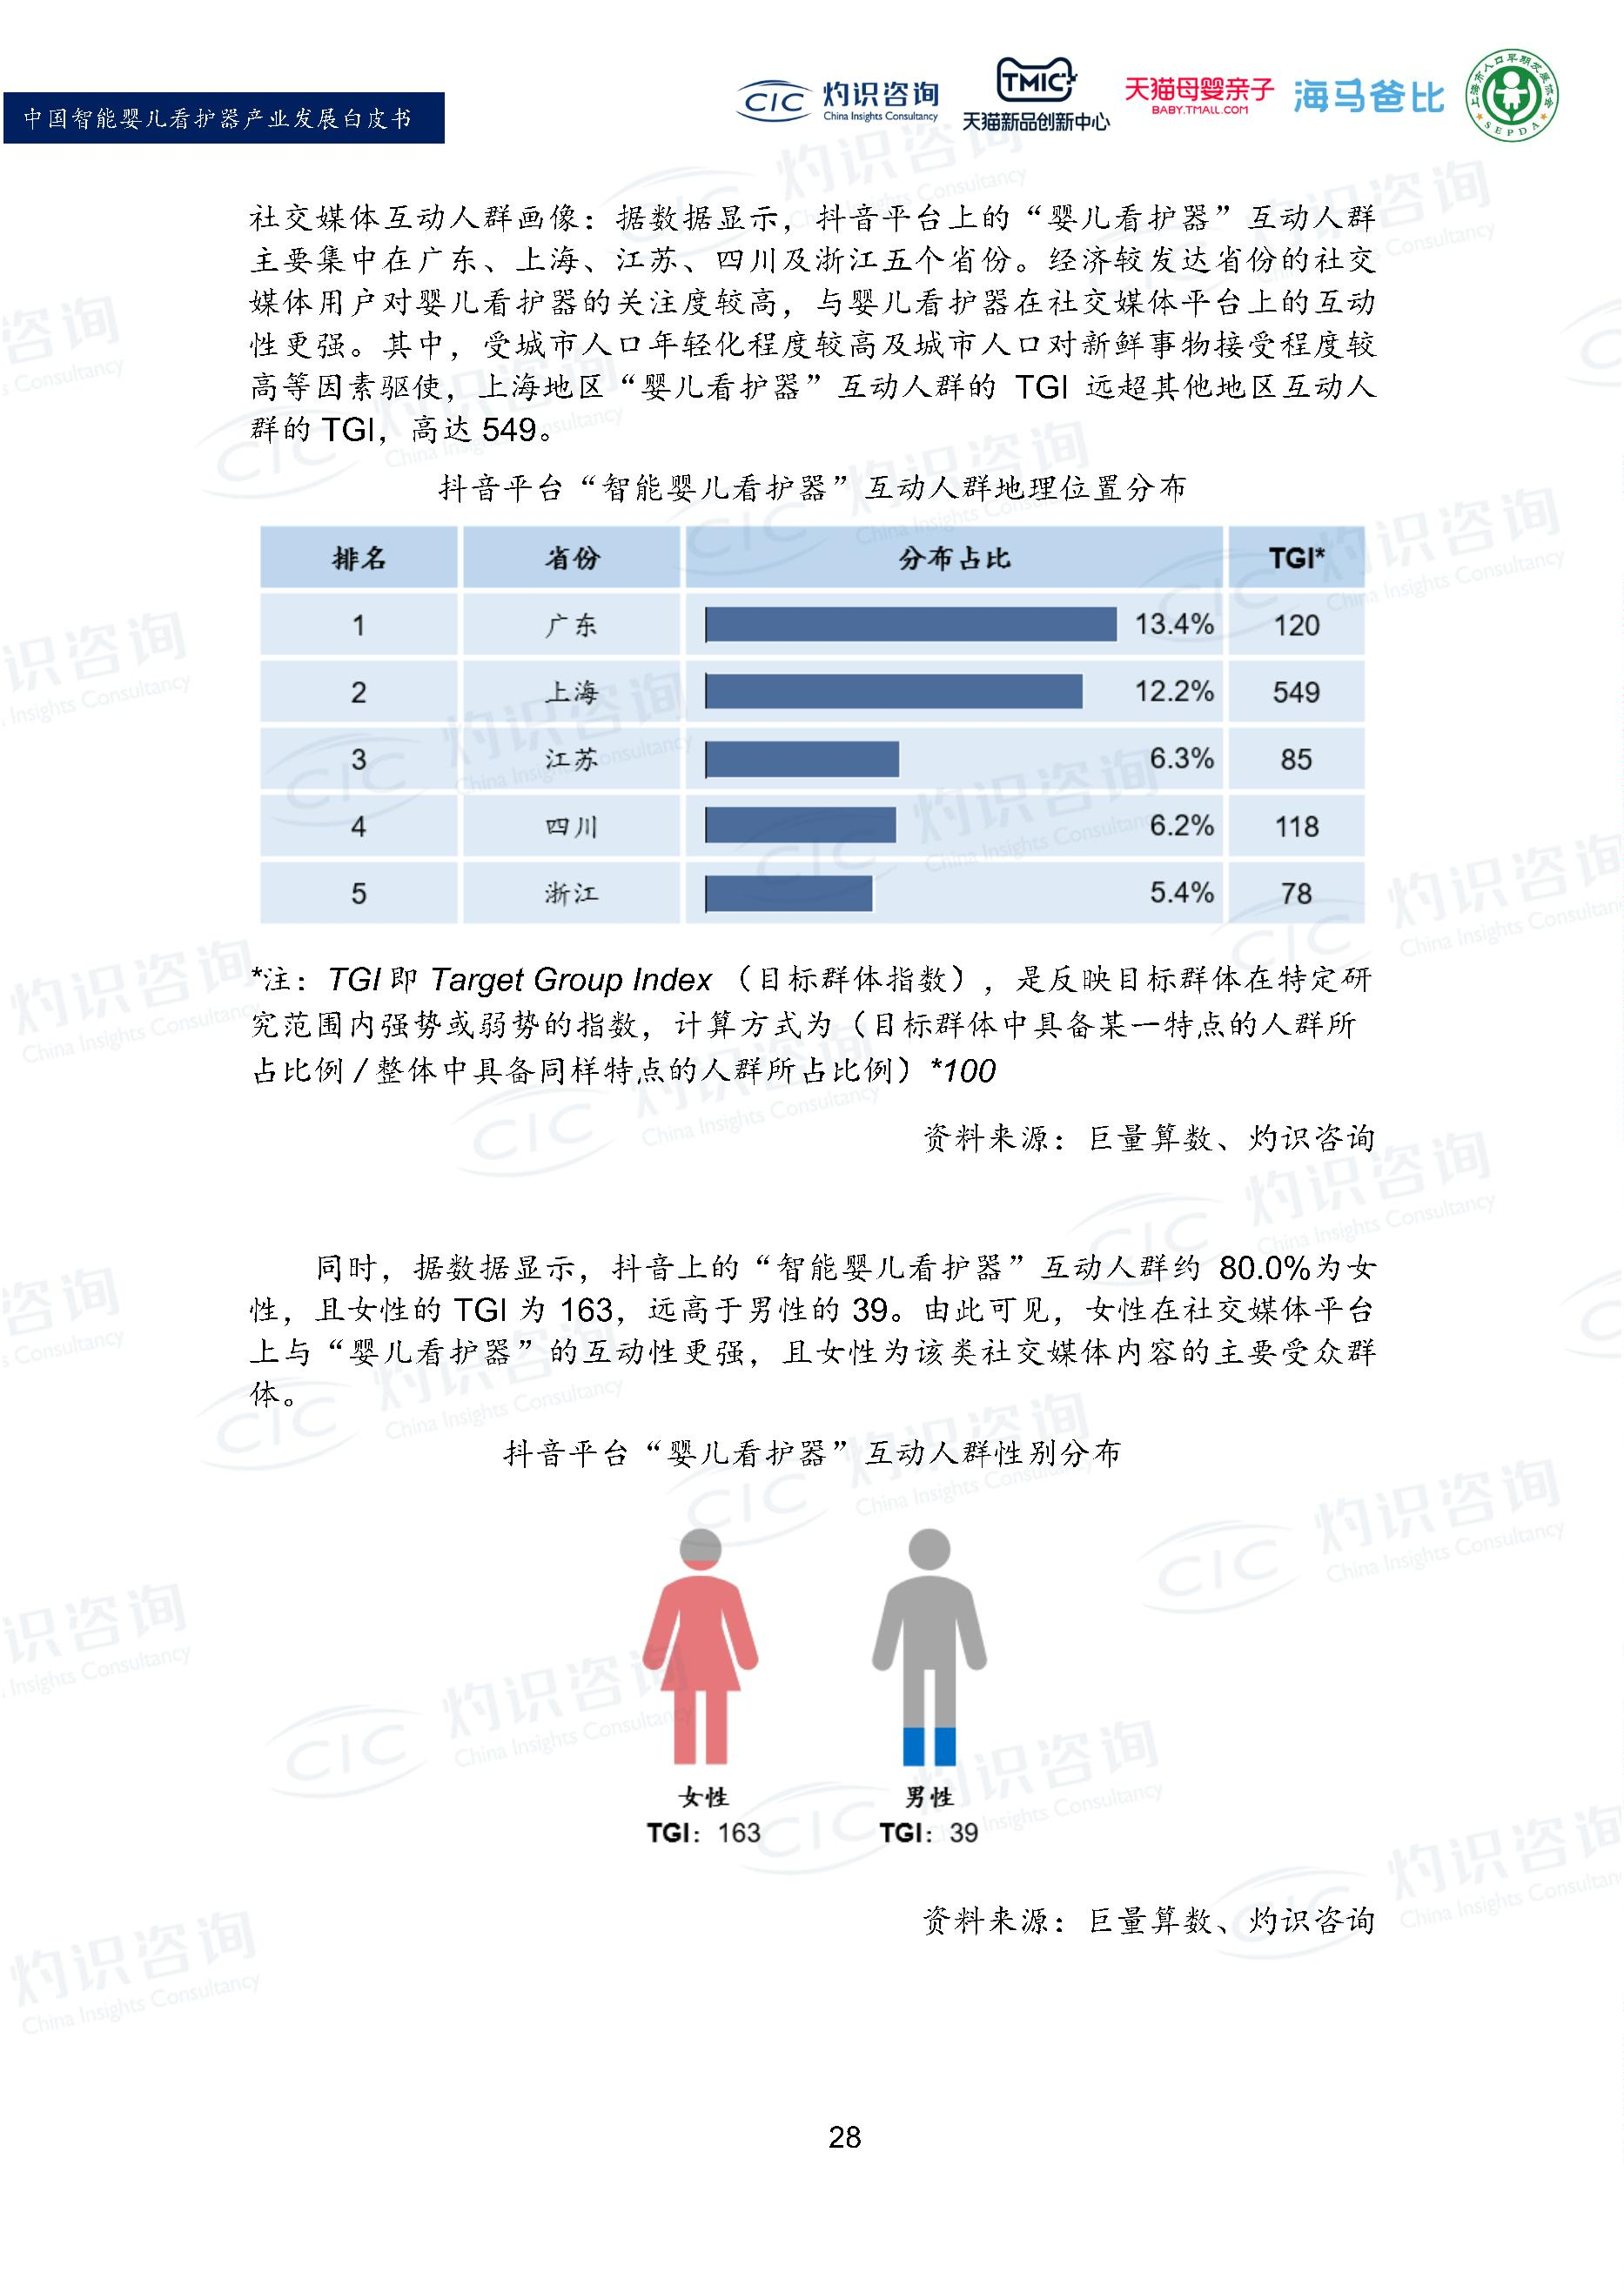 中国智能婴儿看护器产业发展白皮书
CIC 灼识咨询
China Insights Consultancy
TMIC
天猫新品创新中心
天猫母婴亲子
BABY.TMALL.COM
海马爸比
上海市人口早期发展协会
SEPDA
社交媒体互动人群画像：据数据显示，抖音平台上的“婴儿看护器”互动人群
主要集中在广东、上海、江苏、四川及浙江五个省份。经济较发达省份的社交
媒体用户对婴儿看护器的关注度较高，与婴儿看护器在社交媒体平台上的互动
性更强。其中，受城市人口年轻化程度较高及城市人口对新鲜事物接受程度较
高等因素驱使，上海地区“婴儿看护器”互动人群的 TGI 远超其他地区互动人
群的 TGI，高达 549。
抖音平台“智能婴儿看护器”互动人群地理位置分布
排名 省份 分布占比 TGI*
1 广东 13.4% 120
2 上海 12.2% 549
3 江苏 6.3% 85
4 四川 6.2% 118
5 浙江 5.4% 78
*注：TGI 即 Target Group Index （目标群体指数），是反映目标群体在特定研
究范围内强势或弱势的指数，计算方式为（目标群体中具备某一特点的人群所
占比例 / 整体中具备同样特点的人群所占比例）*100
资料来源：巨量算数、灼识咨询
同时，据数据显示，抖音上的“智能婴儿看护器”互动人群约 80.0%为女
性，且女性的 TGI 为 163，远高于男性的 39。由此可见，女性在社交媒体平台
上与“婴儿看护器”的互动性更强，且女性为该类社交媒体内容的主要受众群
体。
抖音平台“婴儿看护器”互动人群性别分布
女性 男性
TGI：163 TGI：39
资料来源：巨量算数、灼识咨询
28